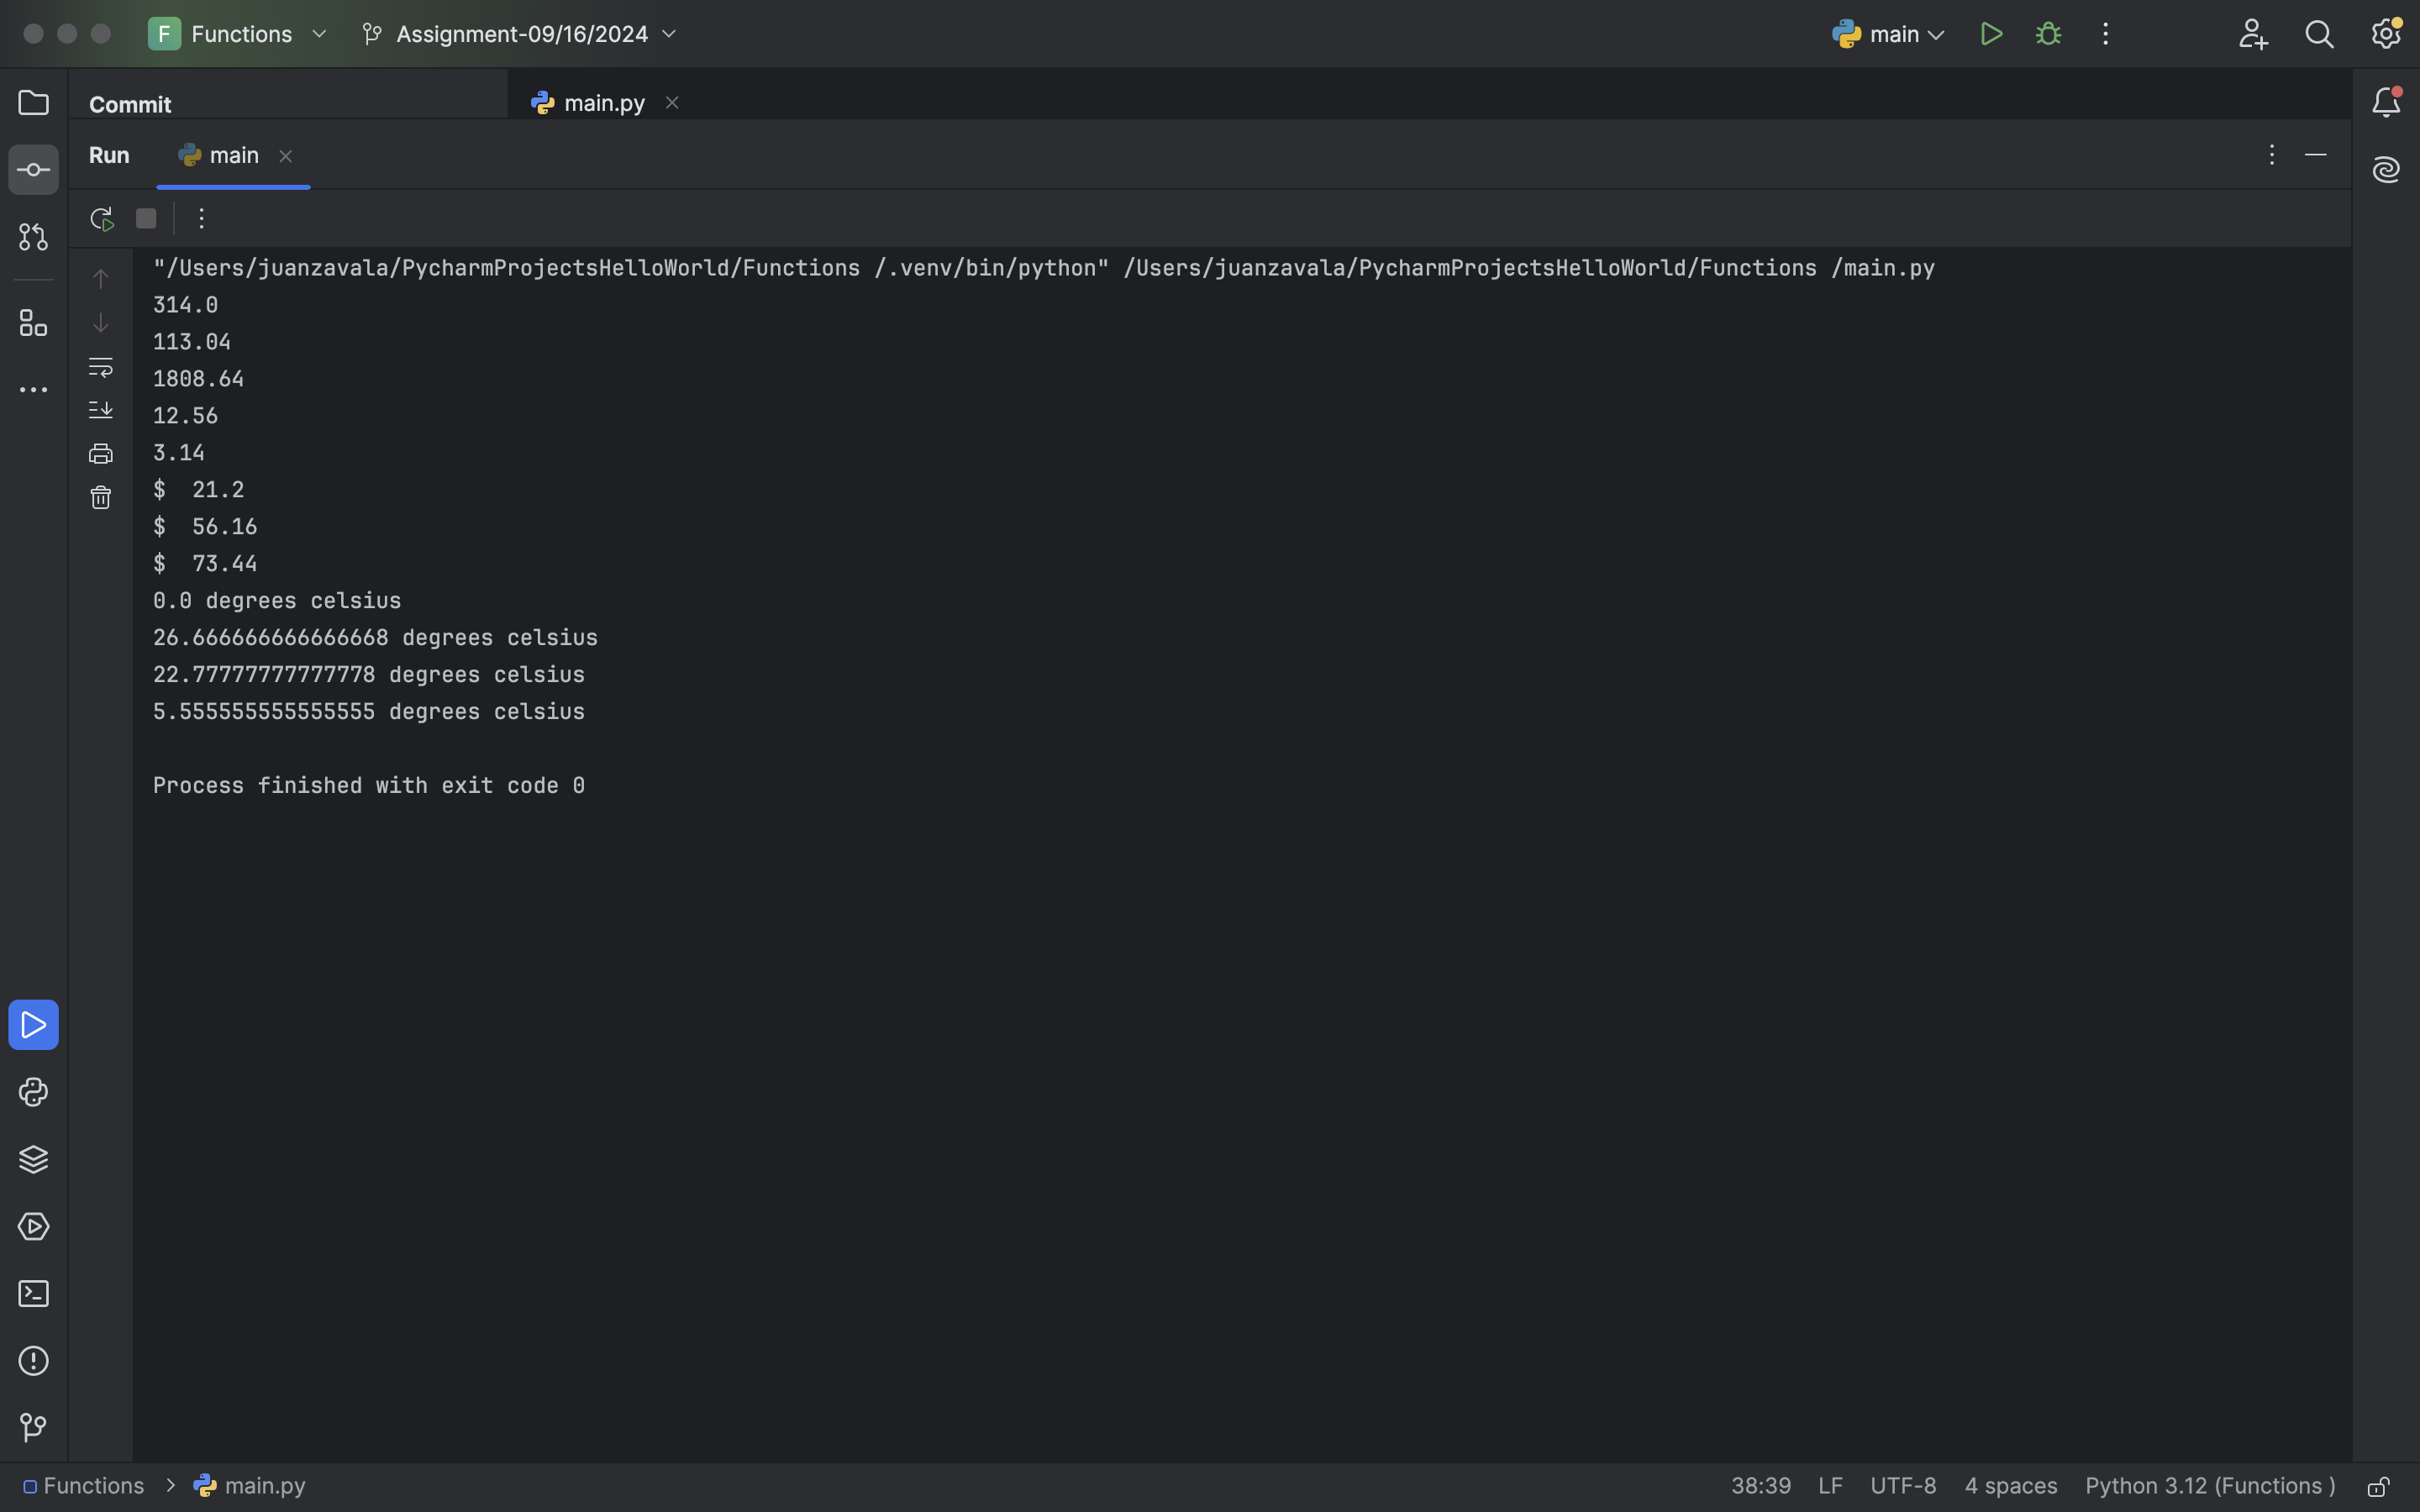 F Functions Assignment-09/16/2024 main
Commit main.py
Run main
"/Users/juanzavala/PycharmProjectsHelloWorld/Functions /.venv/bin/python" /Users/juanzavala/PycharmProjectsHelloWorld/Functions /main.py
314.0
113.04
1808.64
12.56
3.14
$  21.2
$  56.16
$  73.44
0.0 degrees celsius
26.666666666666668 degrees celsius
22.77777777777778 degrees celsius
5.555555555555555 degrees celsius
Process finished with exit code 0
Functions > main.py 38:39 LF UTF-8 4 spaces Python 3.12 (Functions )